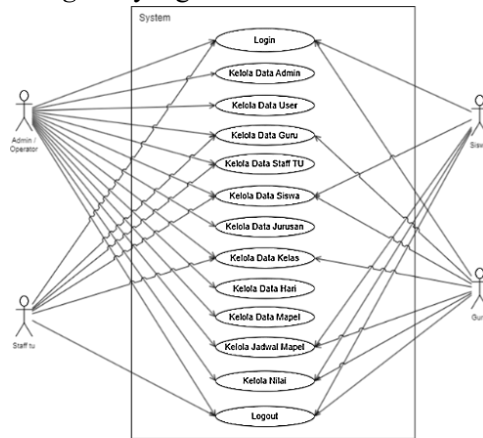 System
Login
Kelola Data Admin
Kelola Data User
Kelola Data Guru
Kelola Data Staff TU
Kelola Data Siswa
Kelola Data Jurusan
Kelola Data Kelas
Kelola Data Hari
Kelola Data Mapel
Kelola Jadwal Mapel
Kelola Nilai
Logout
Admin /
Operator
Staff tu